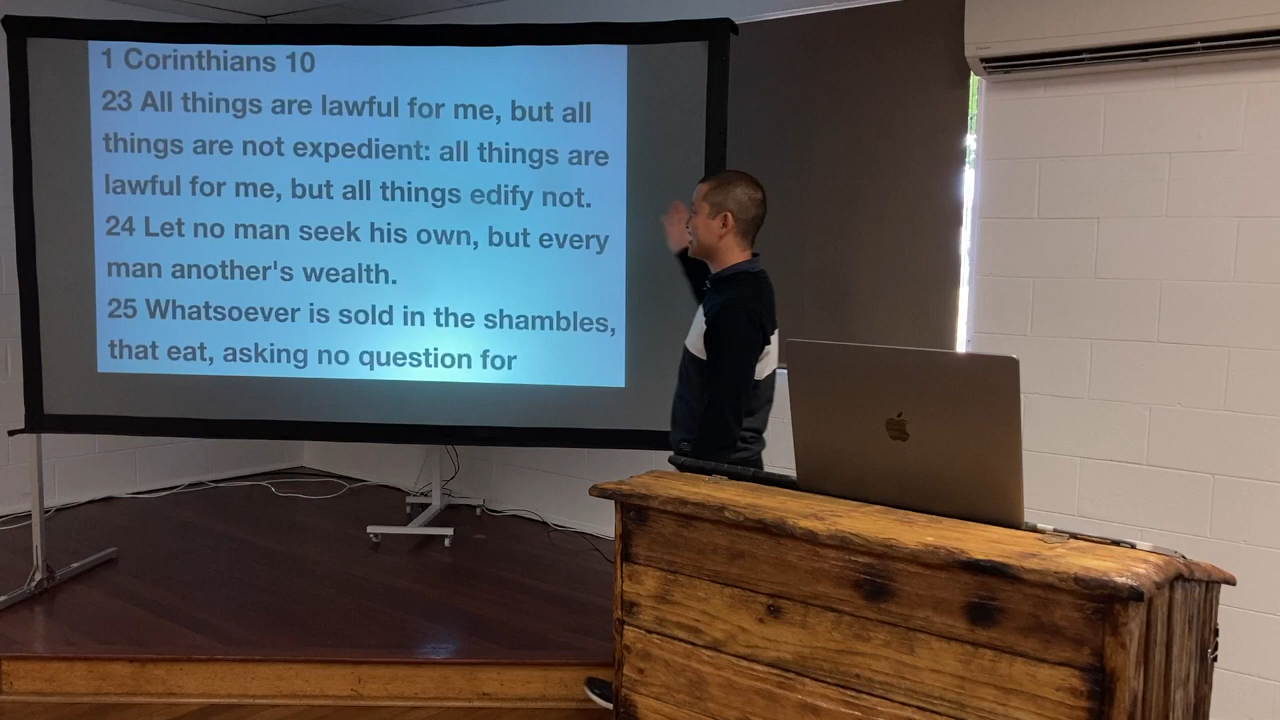 1 Corinthians 10
23 All things are lawful for me, but all
things are not expedient: all things are
lawful for me, but all things edify not.
24 Let no man seek his own, but every
man another's wealth.
25 Whatsoever is sold in the shambles,
that eat, asking no question for